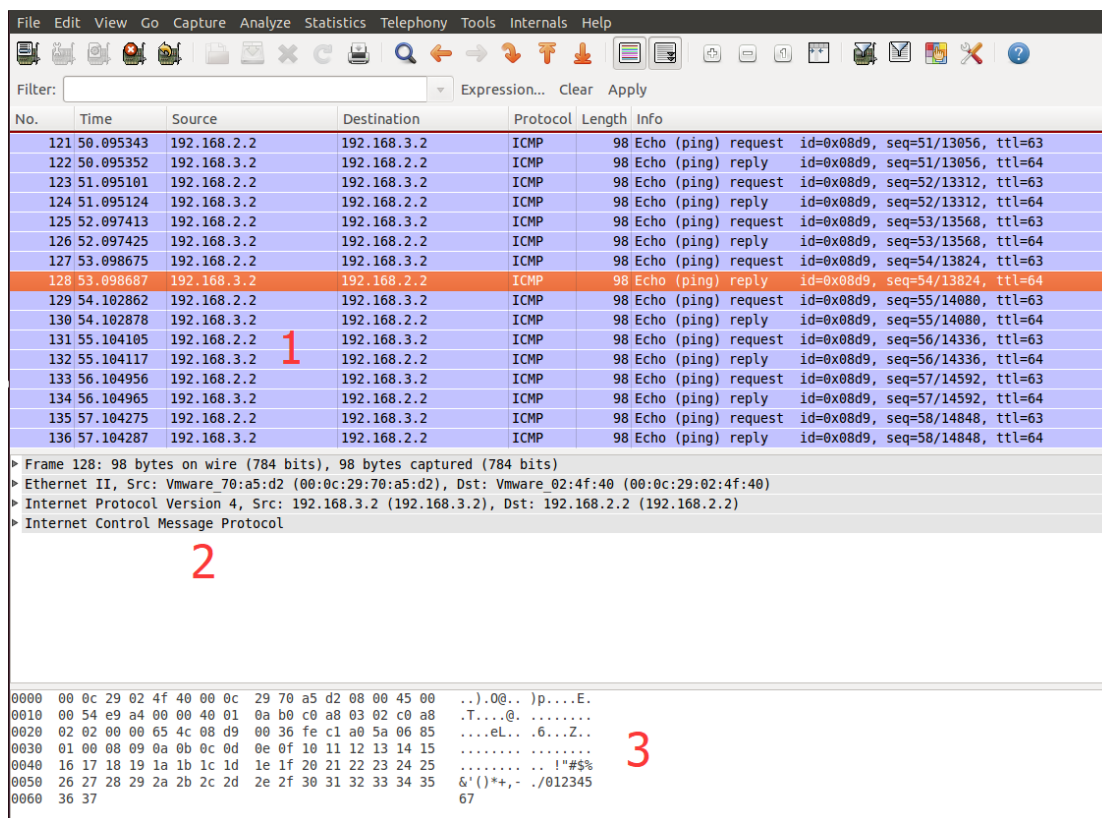 File Edit View Go Capture Analyze Statistics Telephony Tools Internals Help
Filter: Expression... Clear Apply
No. Time Source Destination Protocol Length Info
121 50.095343 192.168.2.2 192.168.3.2 ICMP 98 Echo (ping) request id=0x08d9, seq=51/13056, ttl=63
122 50.095352 192.168.3.2 192.168.2.2 ICMP 98 Echo (ping) reply id=0x08d9, seq=51/13056, ttl=64
123 51.095101 192.168.2.2 192.168.3.2 ICMP 98 Echo (ping) request id=0x08d9, seq=52/13312, ttl=63
124 51.095124 192.168.3.2 192.168.2.2 ICMP 98 Echo (ping) reply id=0x08d9, seq=52/13312, ttl=64
125 52.097413 192.168.2.2 192.168.3.2 ICMP 98 Echo (ping) request id=0x08d9, seq=53/13568, ttl=63
126 52.097425 192.168.3.2 192.168.2.2 ICMP 98 Echo (ping) reply id=0x08d9, seq=53/13568, ttl=64
127 53.098675 192.168.2.2 192.168.3.2 ICMP 98 Echo (ping) request id=0x08d9, seq=54/13824, ttl=63
128 53.098687 192.168.3.2 192.168.2.2 ICMP 98 Echo (ping) reply id=0x08d9, seq=54/13824, ttl=64
129 54.102862 192.168.2.2 192.168.3.2 ICMP 98 Echo (ping) request id=0x08d9, seq=55/14080, ttl=63
130 54.102878 192.168.3.2 192.168.2.2 ICMP 98 Echo (ping) reply id=0x08d9, seq=55/14080, ttl=64
131 55.104105 192.168.2.2 192.168.3.2 ICMP 98 Echo (ping) request id=0x08d9, seq=56/14336, ttl=63
132 55.104117 192.168.3.2 192.168.2.2 ICMP 98 Echo (ping) reply id=0x08d9, seq=56/14336, ttl=64
133 56.104956 192.168.2.2 192.168.3.2 ICMP 98 Echo (ping) request id=0x08d9, seq=57/14592, ttl=63
134 56.104965 192.168.3.2 192.168.2.2 ICMP 98 Echo (ping) reply id=0x08d9, seq=57/14592, ttl=64
135 57.104275 192.168.2.2 192.168.3.2 ICMP 98 Echo (ping) request id=0x08d9, seq=58/14848, ttl=63
136 57.104287 192.168.3.2 192.168.2.2 ICMP 98 Echo (ping) reply id=0x08d9, seq=58/14848, ttl=64
1
Frame 128: 98 bytes on wire (784 bits), 98 bytes captured (784 bits)
Ethernet II, Src: Vmware_70:a5:d2 (00:0c:29:70:a5:d2), Dst: Vmware_02:4f:40 (00:0c:29:02:4f:40)
Internet Protocol Version 4, Src: 192.168.3.2 (192.168.3.2), Dst: 192.168.2.2 (192.168.2.2)
Internet Control Message Protocol
2
0000 00 0c 29 02 4f 40 00 0c 29 70 a5 d2 08 00 45 00 ..).O@.. )p....E.
0010 00 54 e9 a4 00 00 40 01 0a b0 c0 a8 03 02 c0 a8 .T....@. ........
0020 02 02 00 00 65 4c 08 d9 00 36 fe c1 a0 5a 06 85 ....eL.. .6...Z..
0030 01 00 08 09 0a 0b 0c 0d 0e 0f 10 11 12 13 14 15 ........ ........
0040 16 17 18 19 1a 1b 1c 1d 1e 1f 20 21 22 23 24 25 ........ .. !"#$%
0050 26 27 28 29 2a 2b 2c 2d 2e 2f 30 31 32 33 34 35 &'()*+,- ./012345
0060 36 37 67
3